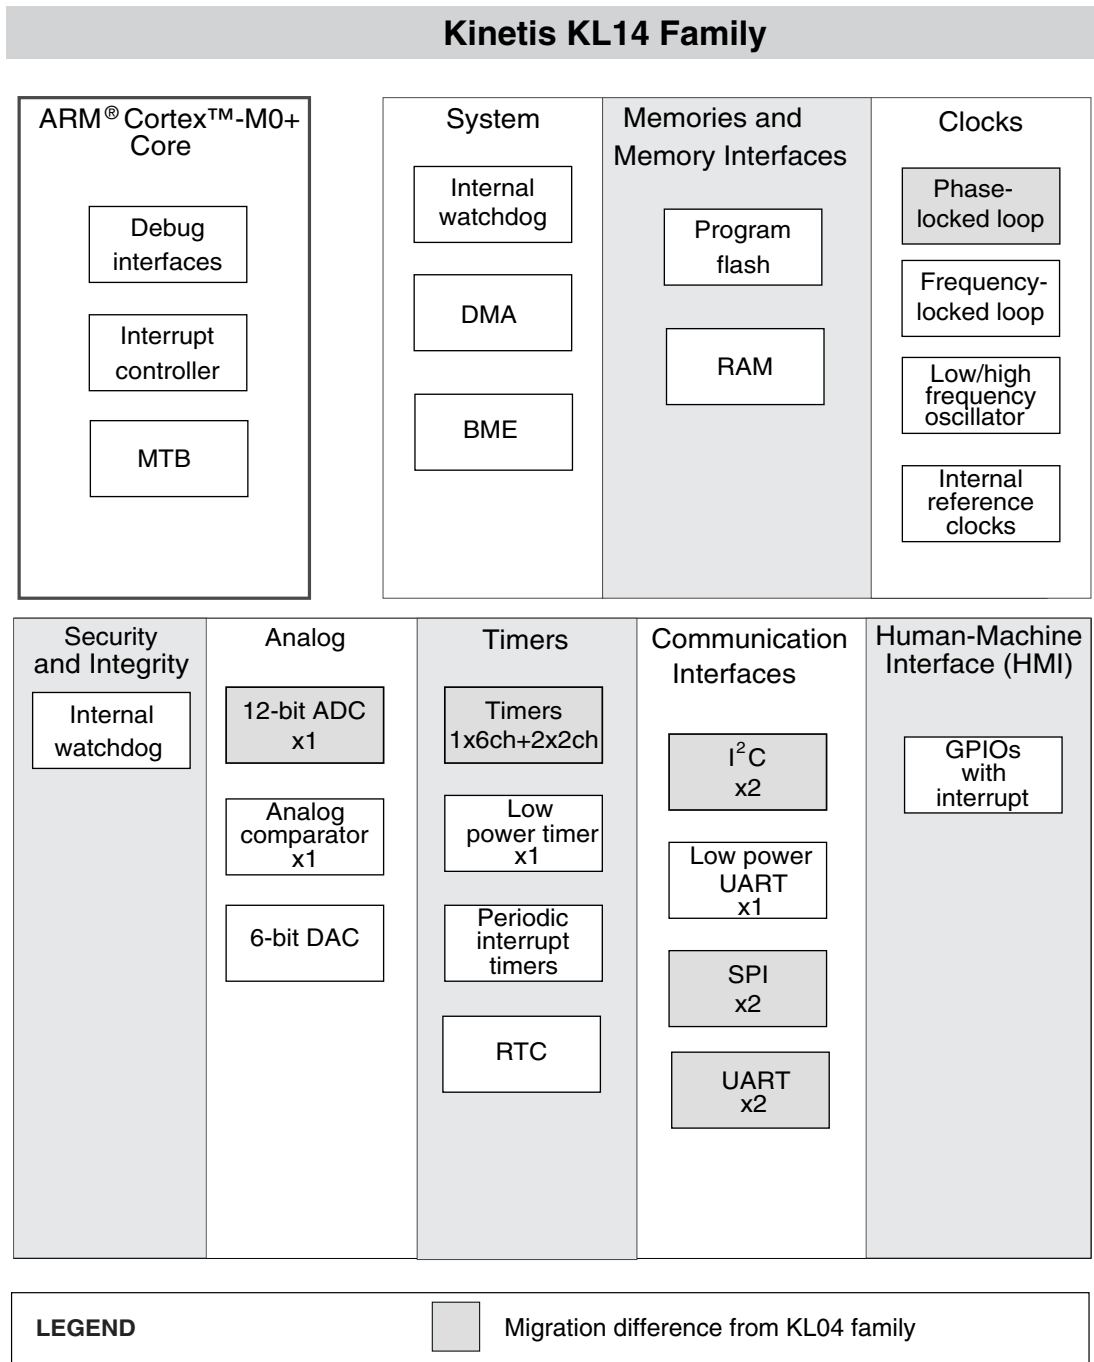 Kinetis KL14 Family
ARM® Cortex™-M0+
Core
Debug
interfaces
Interrupt
controller
MTB
System
Internal
watchdog
DMA
BME
Memories and
Memory Interfaces
Program
flash
RAM
Clocks
Phase-
locked loop
Frequency-
locked loop
Low/high
frequency
oscillator
Internal
reference
clocks
Security
and Integrity
Internal
watchdog
Analog
12-bit ADC
x1
Analog
comparator
x1
6-bit DAC
Timers
Timers
1x6ch+2x2ch
Low
power timer
x1
Periodic
interrupt
timers
RTC
Communication
Interfaces
I²C
x2
Low power
UART
x1
SPI
x2
UART
x2
Human-Machine
Interface (HMI)
GPIOs
with
interrupt
LEGEND
Migration difference from KL04 family